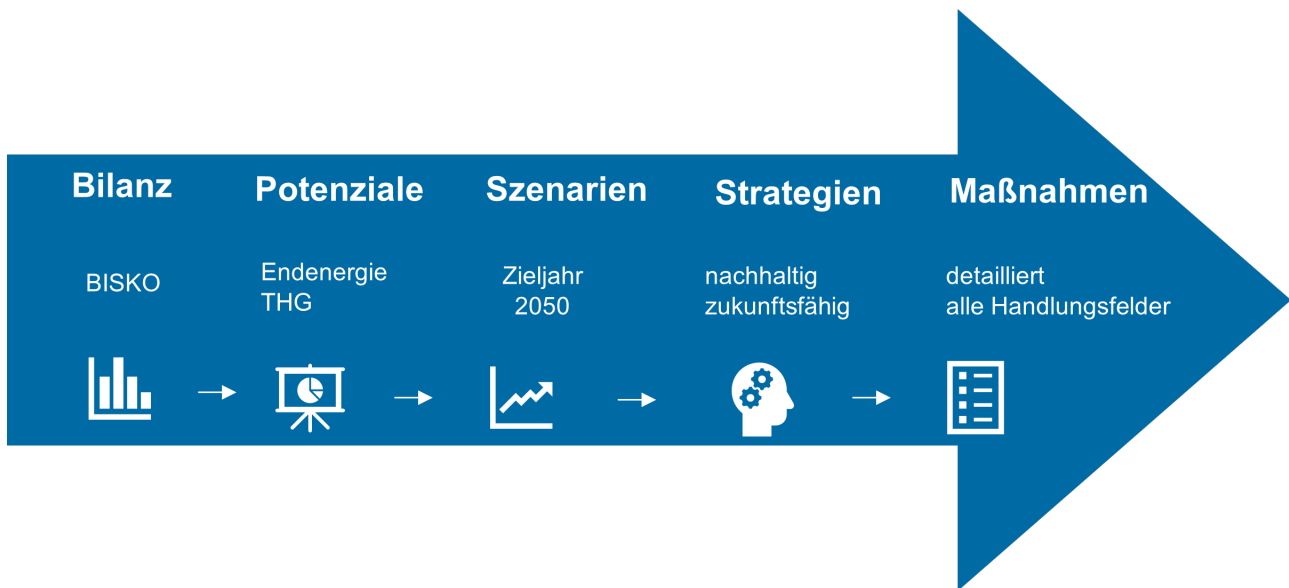 Bilanz
Potenziale
Szenarien
Strategien
Maßnahmen
BISKO
Endenergie
THG
Zieljahr
2050
nachhaltig
zukunftsfähig
detailliert
alle Handlungsfelder